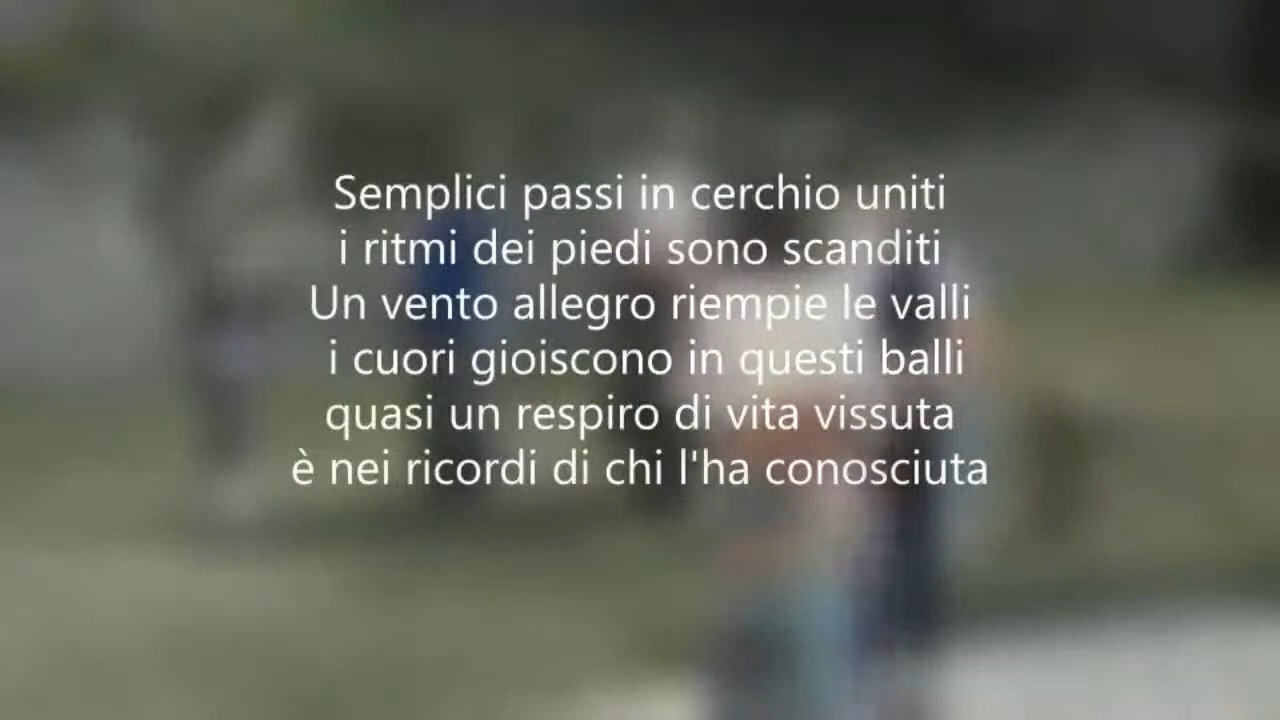 Semplici passi in cerchio uniti
i ritmi dei piedi sono scanditi
Un vento allegro riempie le valli
i cuori gioiscono in questi balli
quasi un respiro di vita vissuta
è nei ricordi di chi l'ha conosciuta